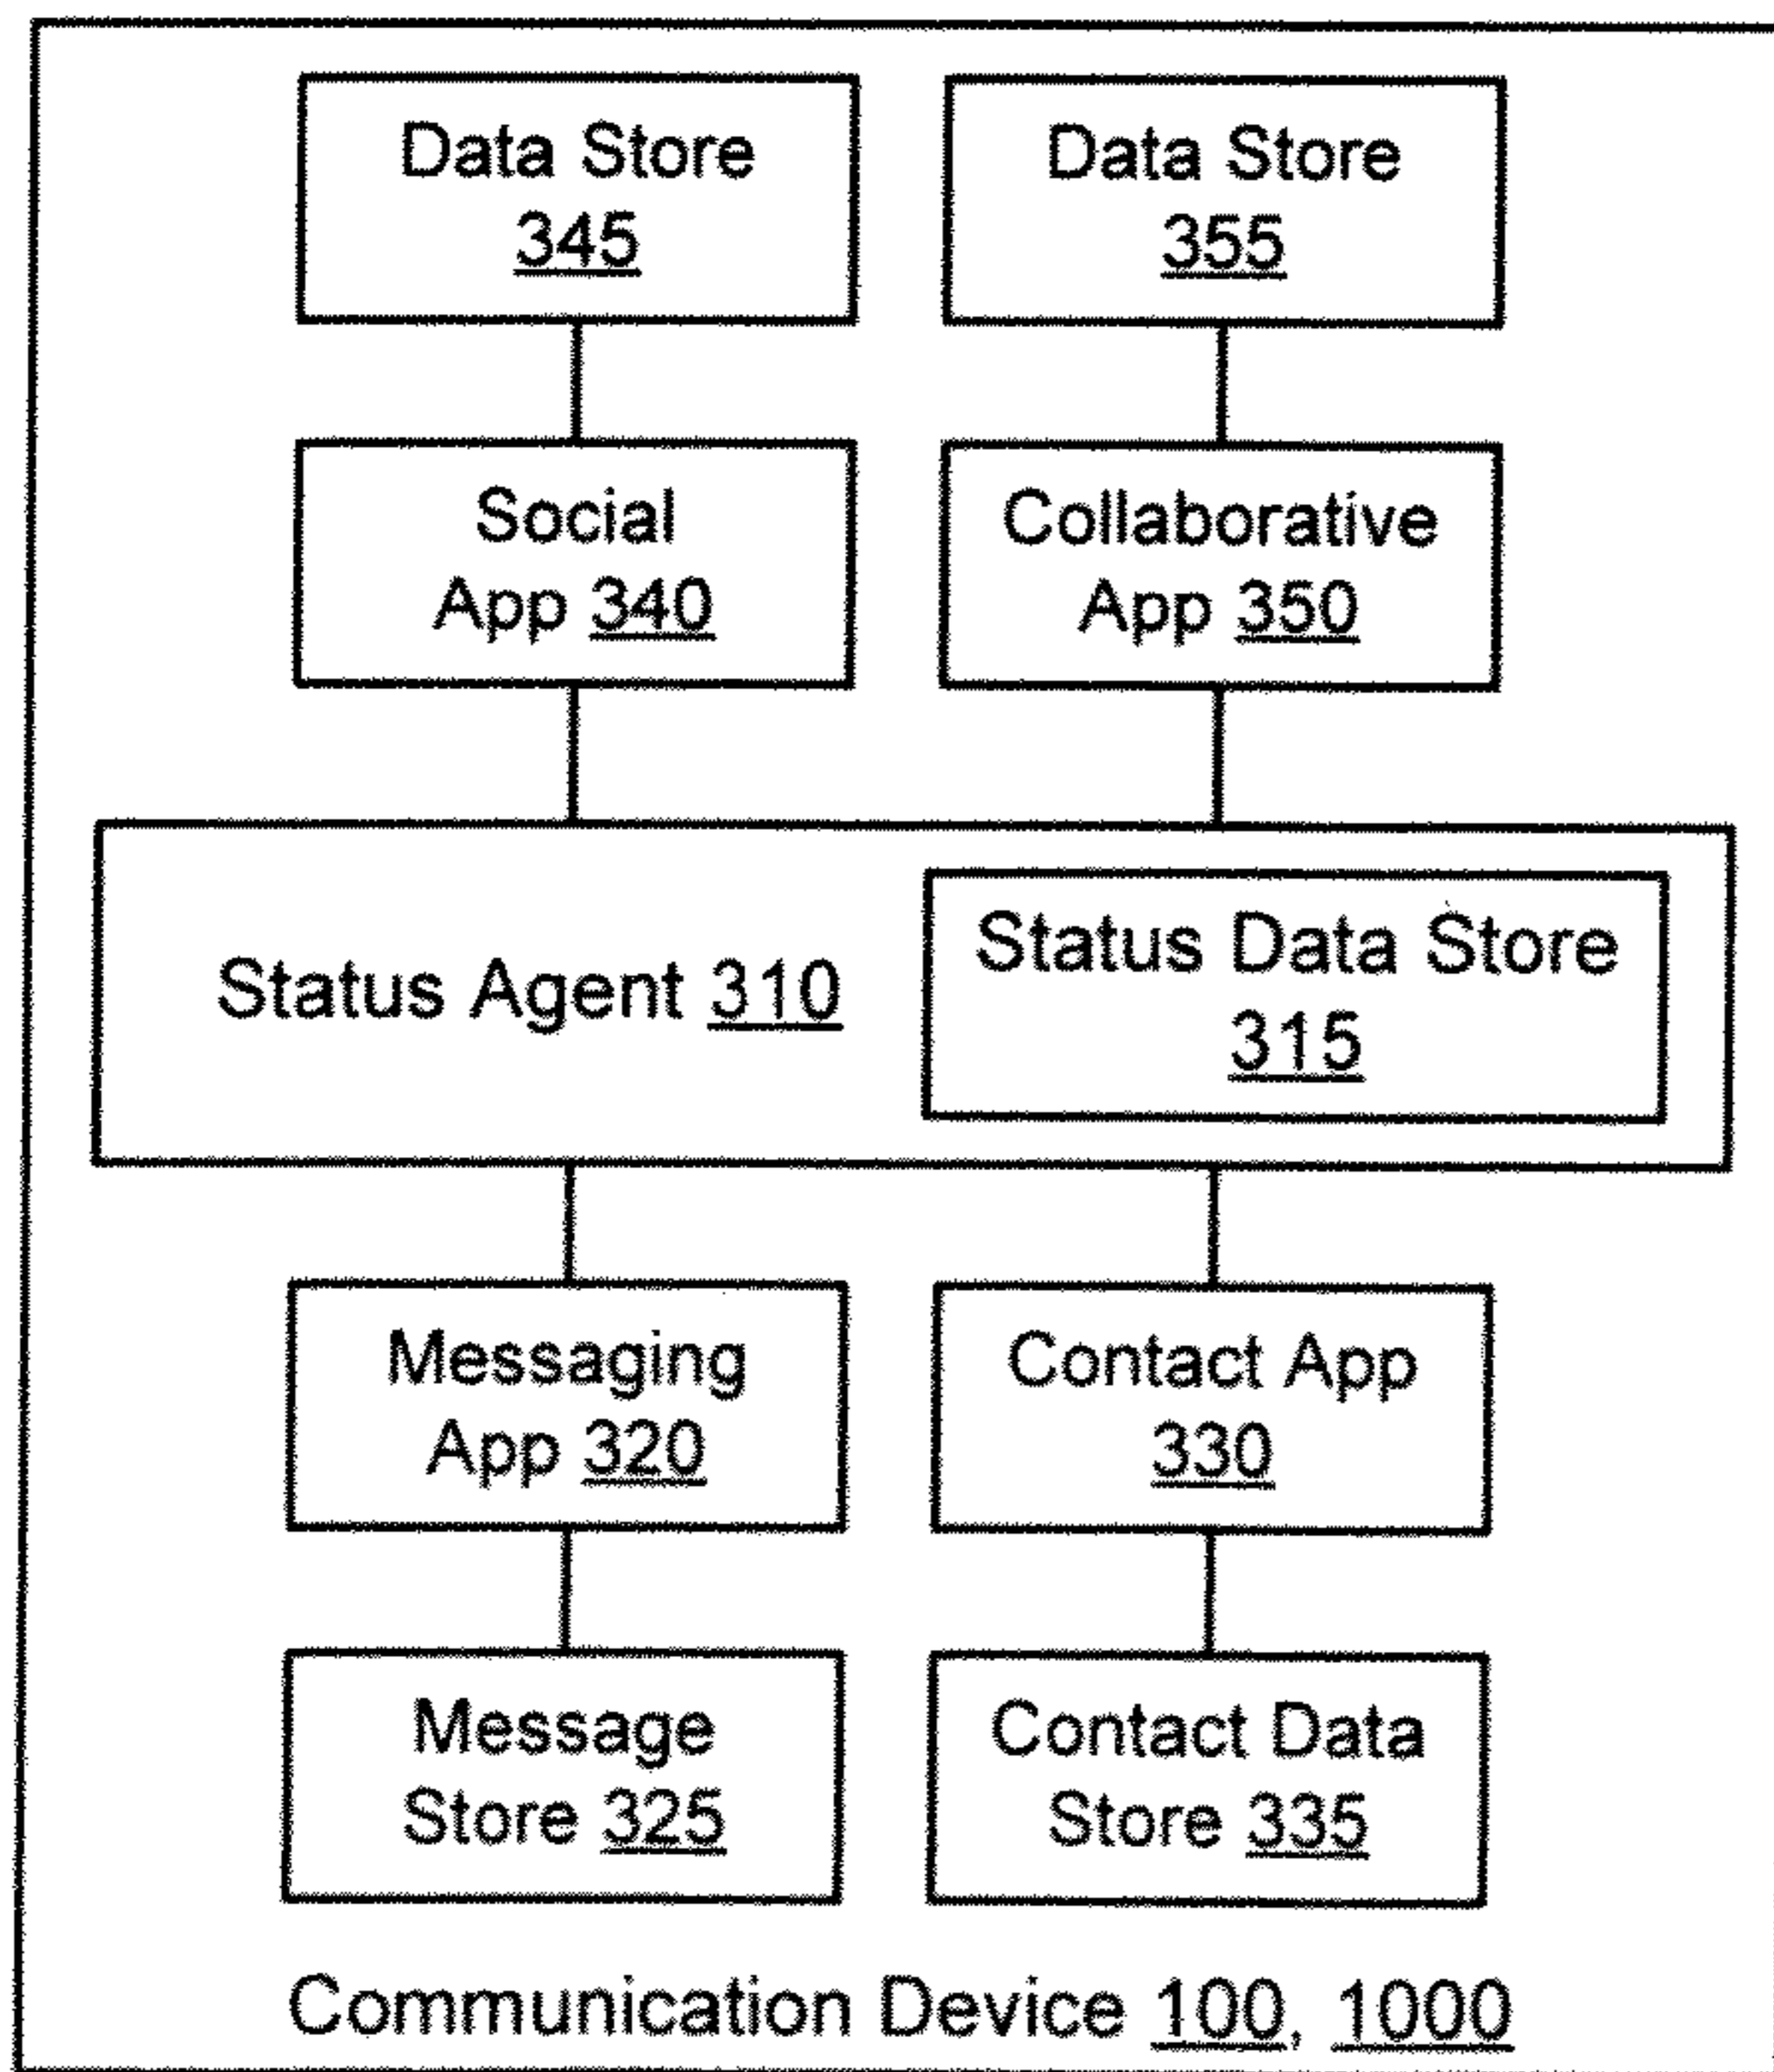 Data Store
345
Data Store
355
Social
App 340
Collaborative
App 350
Status Agent 310
Status Data Store
315
Messaging
App 320
Contact App
330
Message
Store 325
Contact Data
Store 335
Communication Device 100, 1000